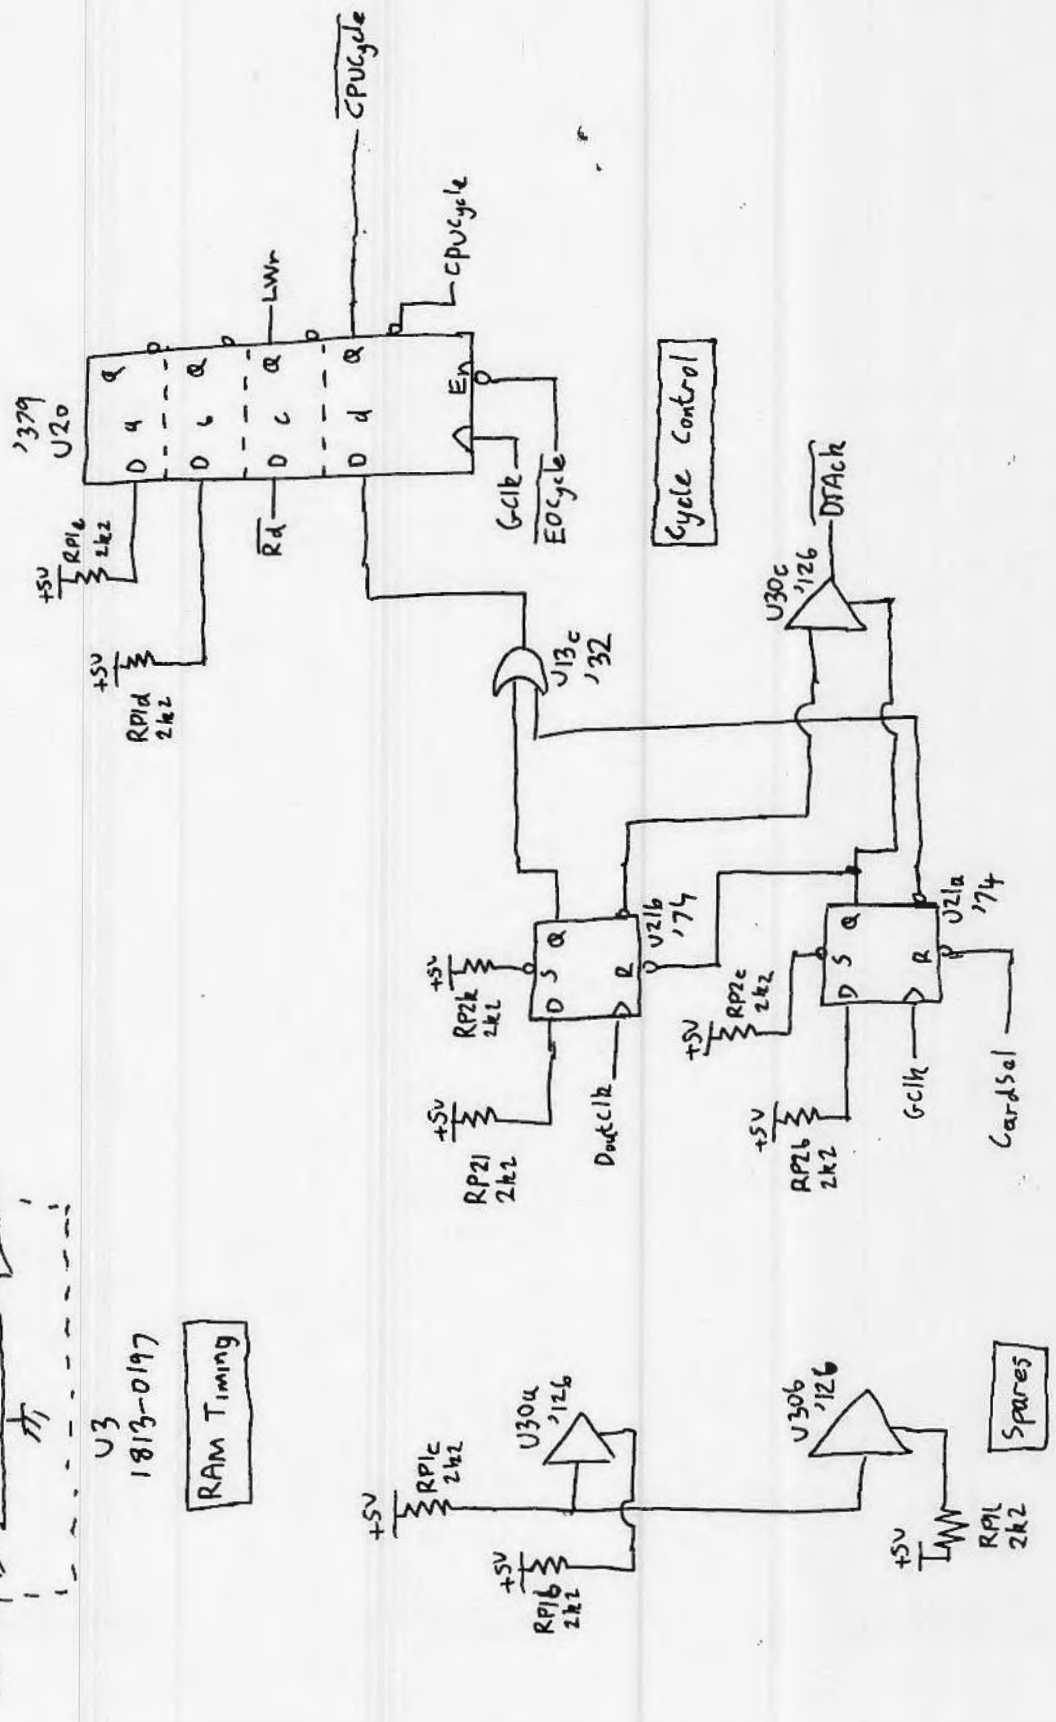 U3
1813-0197
RAM Timing
'379
U20
+5V
RP1e
2k2
+5V
RP1d
2k2
D a Q
D b Q
D c Q
D d Q
En
Rd
LWr
CPUCycle
CPUCycle
GClk
EOCycle
Cycle Control
U13c
'32
+5V
RP2k
2k2
+5V
RP2l
2k2
D S Q
R
DoutClk
U21b
'74
+5V
RP2c
2k2
+5V
RP2b
2k2
D S Q
R
GClk
CardSel
U21a
'74
U30c
'126
DTAck
+5V
RP1c
2k2
+5V
RP1b
2k2
U30a
'126
U30b
'126
+5V
2k2
Spares